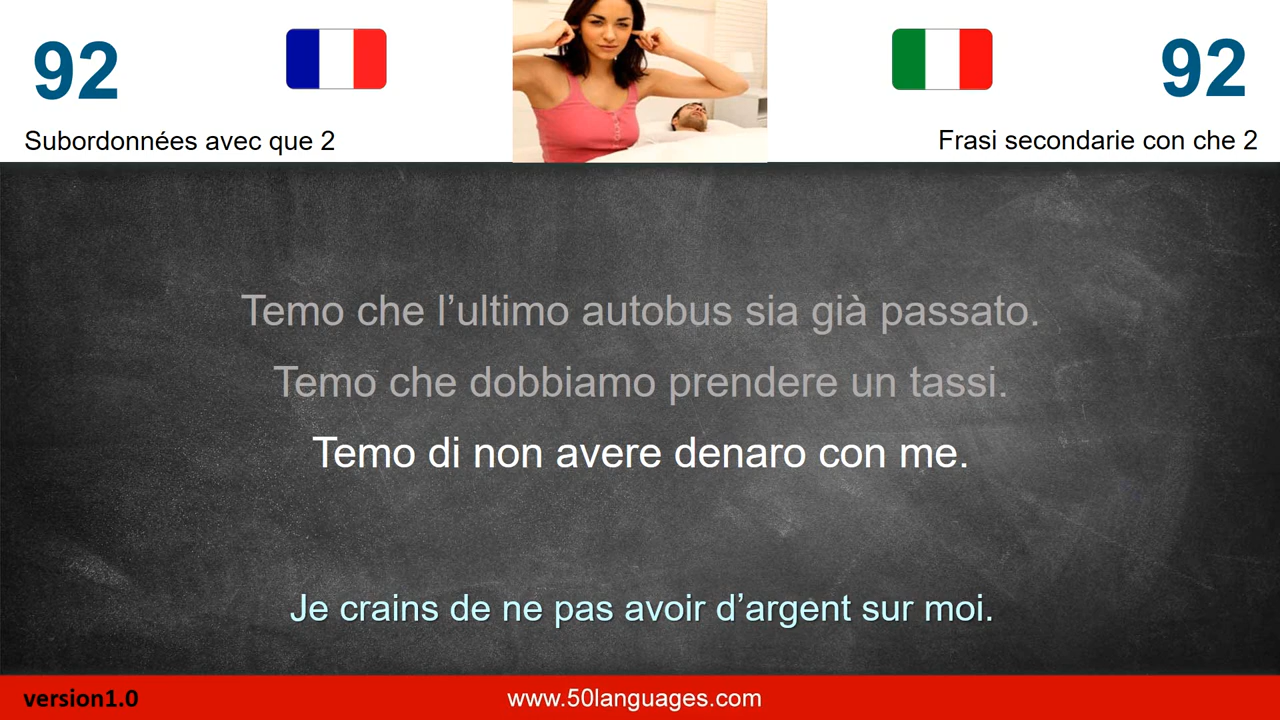 92
92
Subordonnées avec que 2
Frasi secondarie con che 2
Temo che l’ultimo autobus sia già passato.
Temo che dobbiamo prendere un tassi.
Temo di non avere denaro con me.
Je crains de ne pas avoir d’argent sur moi.
version1.0
www.50languages.com